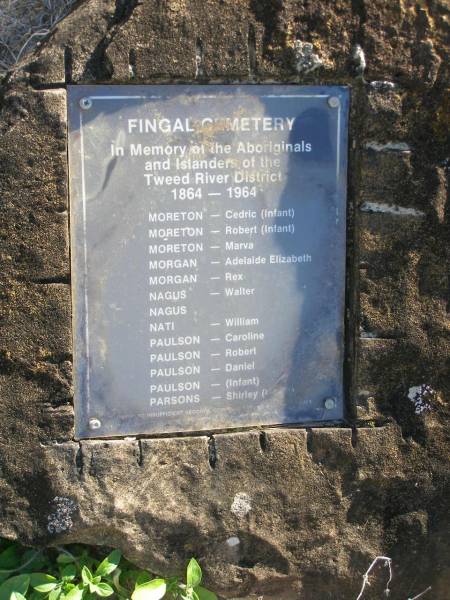 FINGAL CEMETERY
In Memory of the Aboriginals
and Islanders of the
Tweed River District
1864 — 1964
MORETON — Cedric (Infant)
MORETON — Robert (Infant)
MORETON — Marva
MORGAN — Adelaide Elizabeth
MORGAN — Rex
NAGUS — Walter
NAGUS
NATI — William
PAULSON — Caroline
PAULSON — Robert
PAULSON — Daniel
PAULSON — (Infant)
PARSONS — Shirley (
INSUFFICIENT RECORDS